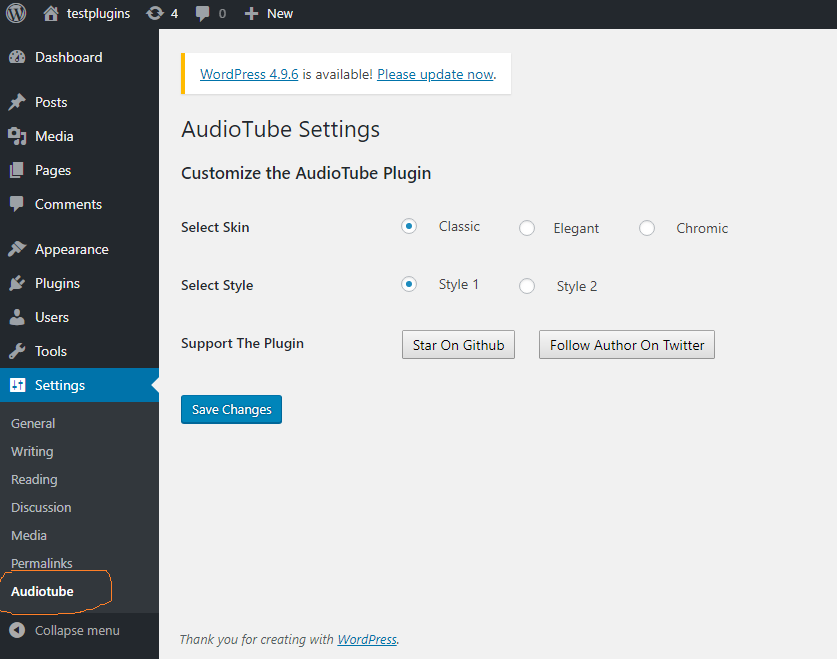 testplugins 4 0 New
Dashboard
Posts
Media
Pages
Comments
Appearance
Plugins
Users
Tools
Settings
General
Writing
Reading
Discussion
Media
Permalinks
Audiotube
Collapse menu
WordPress 4.9.6 is available! Please update now.
AudioTube Settings
Customize the AudioTube Plugin
Select Skin Classic Elegant Chromic
Select Style Style 1 Style 2
Support The Plugin Star On Github Follow Author On Twitter
Save Changes
Thank you for creating with WordPress.